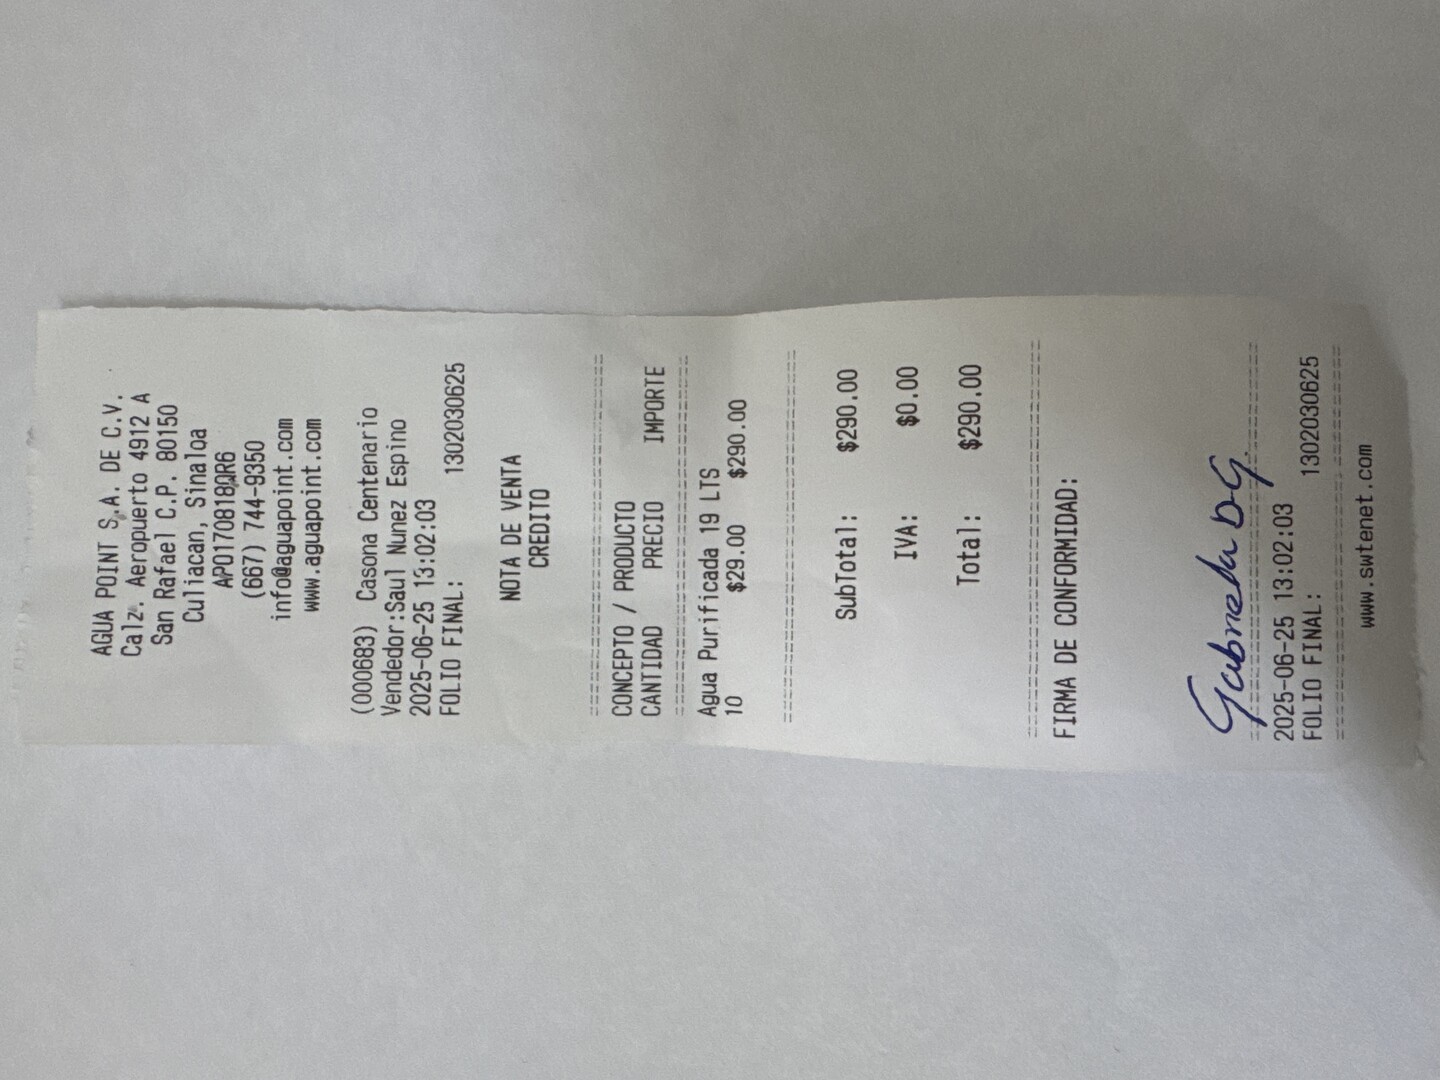 AGUA POINT S.A. DE C.V.
Calz. Aeropuerto 4912 A
San Rafael C.P. 80150
Culiacan, Sinaloa
APO170818QR6
(667) 744-9350
info@aguapoint.com
www.aguapoint.com
(000683) Casona Centenario
Vendedor:Saul Nunez Espino
2025-06-25 13:02:03
FOLIO FINAL: 1302030625
NOTA DE VENTA
CREDITO
CONCEPTO / PRODUCTO
CANTIDAD PRECIO IMPORTE
Agua Purificada 19 LTS
10 $29.00 $290.00
SubTotal: $290.00
IVA: $0.00
Total: $290.00
FIRMA DE CONFORMIDAD:
Gabriela D.G.
2025-06-25 13:02:03
FOLIO FINAL: 1302030625
www.swtenet.com